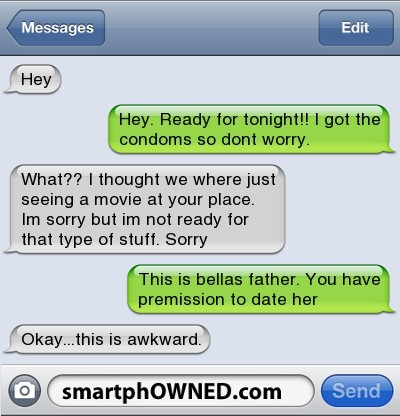 Messages
Edit
Hey
Hey. Ready for tonight!! I got the
condoms so dont worry.
What?? I thought we where just
seeing a movie at your place.
Im sorry but im not ready for
that type of stuff. Sorry
This is bellas father. You have
premission to date her
Okay...this is awkward.
smartphOWNED.com
Send